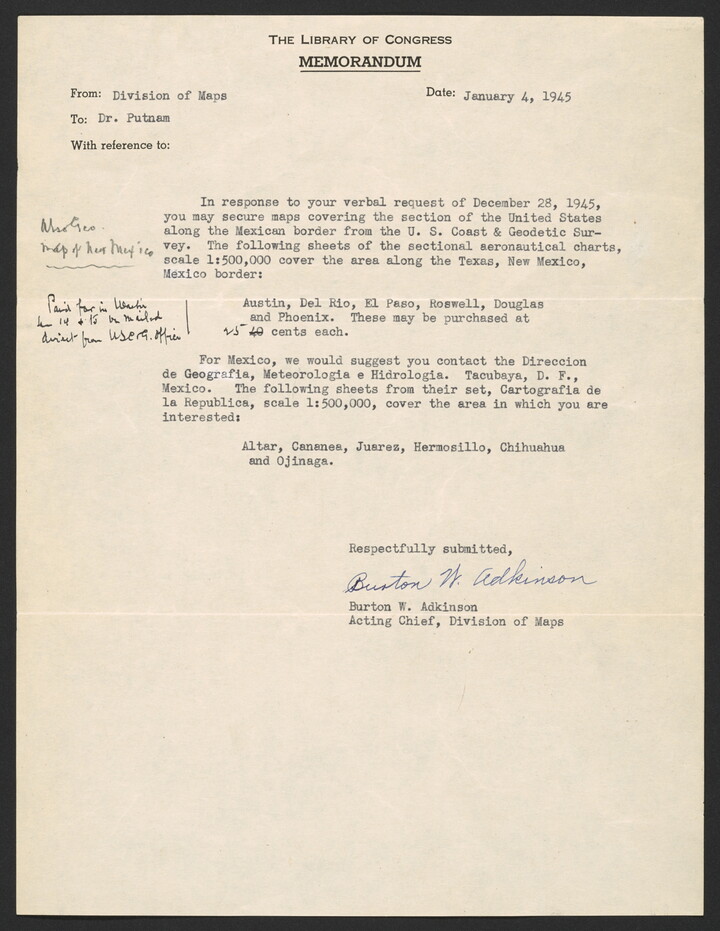 THE LIBRARY OF CONGRESS
MEMORANDUM
From: Division of Maps
Date: January 4, 1945
To: Dr. Putnam
With reference to:
In response to your verbal request of December 28, 1945,
you may secure maps covering the section of the United States
along the Mexican border from the U. S. Coast & Geodetic Sur-
vey. The following sheets of the sectional aeronautical charts,
scale 1:500,000 cover the area along the Texas, New Mexico,
Mexico border:
Also Geo.
map of New Mexico
Austin, Del Rio, El Paso, Roswell, Douglas
and Phoenix. These may be purchased at
25 40 cents each.
Paid for in
14 & 15 mailed
direct from office
For Mexico, we would suggest you contact the Direccion
de Geografia, Meteorologia e Hidrologia. Tacubaya, D. F.,
Mexico. The following sheets from their set, Cartografia de
la Republica, scale 1:500,000, cover the area in which you are
interested:
Altar, Cananea, Juarez, Hermosillo, Chihuahua
and Ojinaga.
Respectfully submitted,
Burton W. Adkinson
Burton W. Adkinson
Acting Chief, Division of Maps